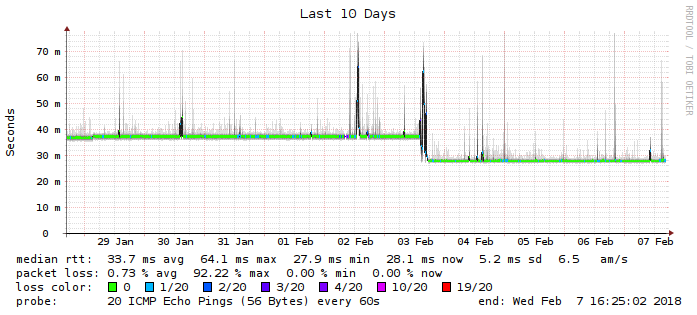 Last 10 Days
RRDTOOL / TOBI OETIKER
Seconds
70 m
60 m
50 m
40 m
30 m
20 m
10 m
0
29 Jan 30 Jan 31 Jan 01 Feb 02 Feb 03 Feb 04 Feb 05 Feb 06 Feb 07 Feb
median rtt: 33.7 ms avg 64.1 ms max 27.9 ms min 28.1 ms now 5.2 ms sd 6.5 am/s
packet loss: 0.73 % avg 92.22 % max 0.00 % min 0.00 % now
loss color: 0 1/20 2/20 3/20 4/20 10/20 19/20
probe: 20 ICMP Echo Pings (56 Bytes) every 60s end: Wed Feb 7 16:25:02 2018